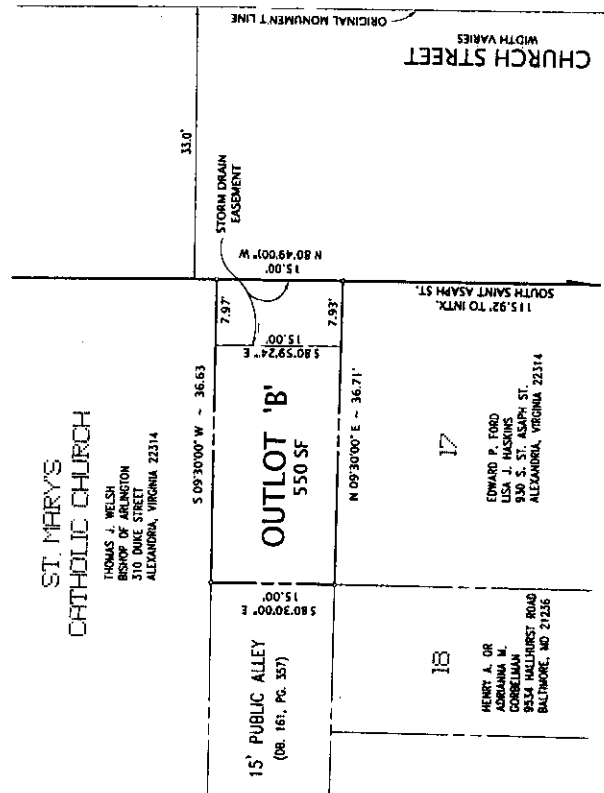 ORIGINAL MONUMENT LINE
CHURCH STREET
WIDTH VARIES
33.0'
STORM DRAIN
EASEMENT
N 80°49'00" W
15.00'
7.97'
7.93'
S 80°59'24" E
15.00'
115.92' TO INTX.
SOUTH SAINT ASAPH ST.
ST. MARY'S
CATHOLIC CHURCH
THOMAS J. WELSH
BISHOP OF ARLINGTON
310 DUKE STREET
ALEXANDRIA, VIRGINIA 22314
S 09°30'00" W ~ 36.63
OUTLOT 'B'
550 SF
N 09°30'00" E ~ 36.71'
17
EDWARD P. FORD
LISA J. HASKINS
930 S. ST. ASAPH ST.
ALEXANDRIA, VIRGINIA 22314
S 80°30'00" E
15.00'
15' PUBLIC ALLEY
(DB. 161, PG. 357)
18
HENRY A. OR
ADRIANNA M.
GORBELMAN
9534 HALLHURST ROAD
BALTIMORE, MD 21236